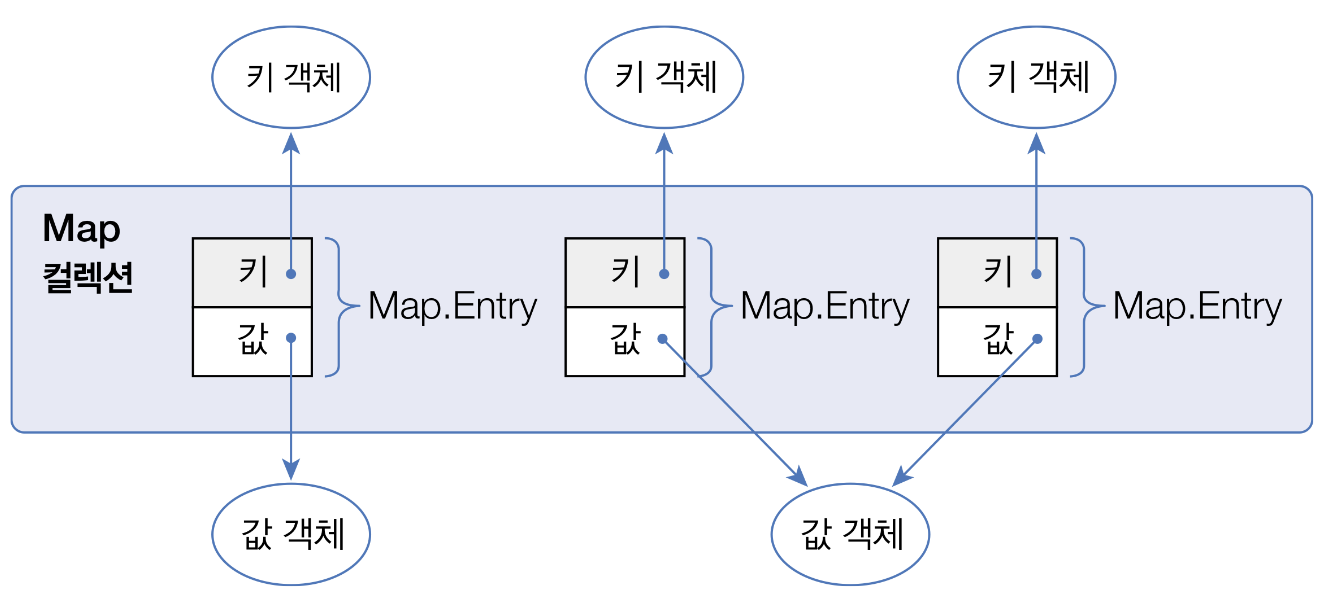 키 객체
키 객체
키 객체
Map
컬렉션
키
값
Map.Entry
키
값
Map.Entry
키
값
Map.Entry
값 객체
값 객체